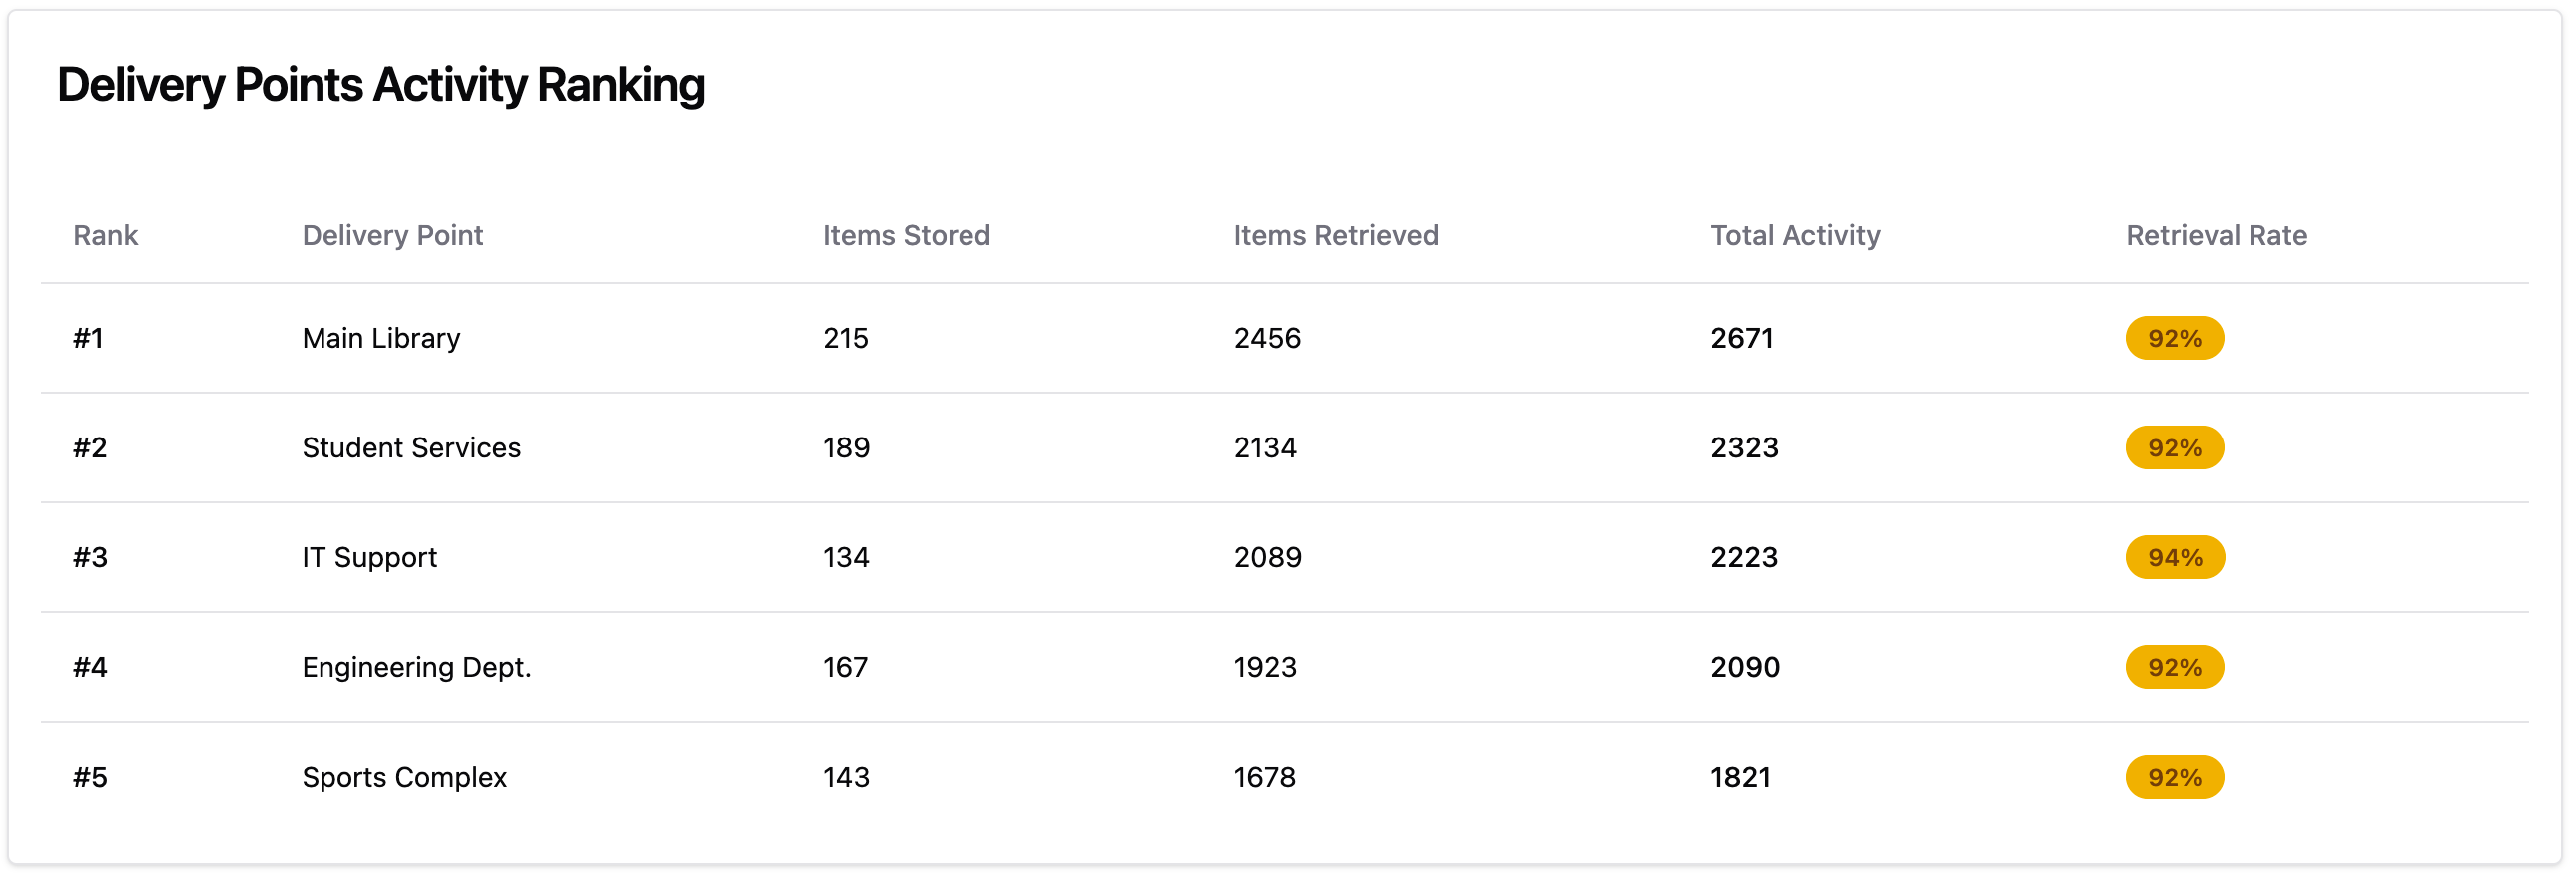 Delivery Points Activity Ranking
Rank Delivery Point Items Stored Items Retrieved Total Activity Retrieval Rate
#1 Main Library 215 2456 2671 92%
#2 Student Services 189 2134 2323 92%
#3 IT Support 134 2089 2223 94%
#4 Engineering Dept. 167 1923 2090 92%
#5 Sports Complex 143 1678 1821 92%